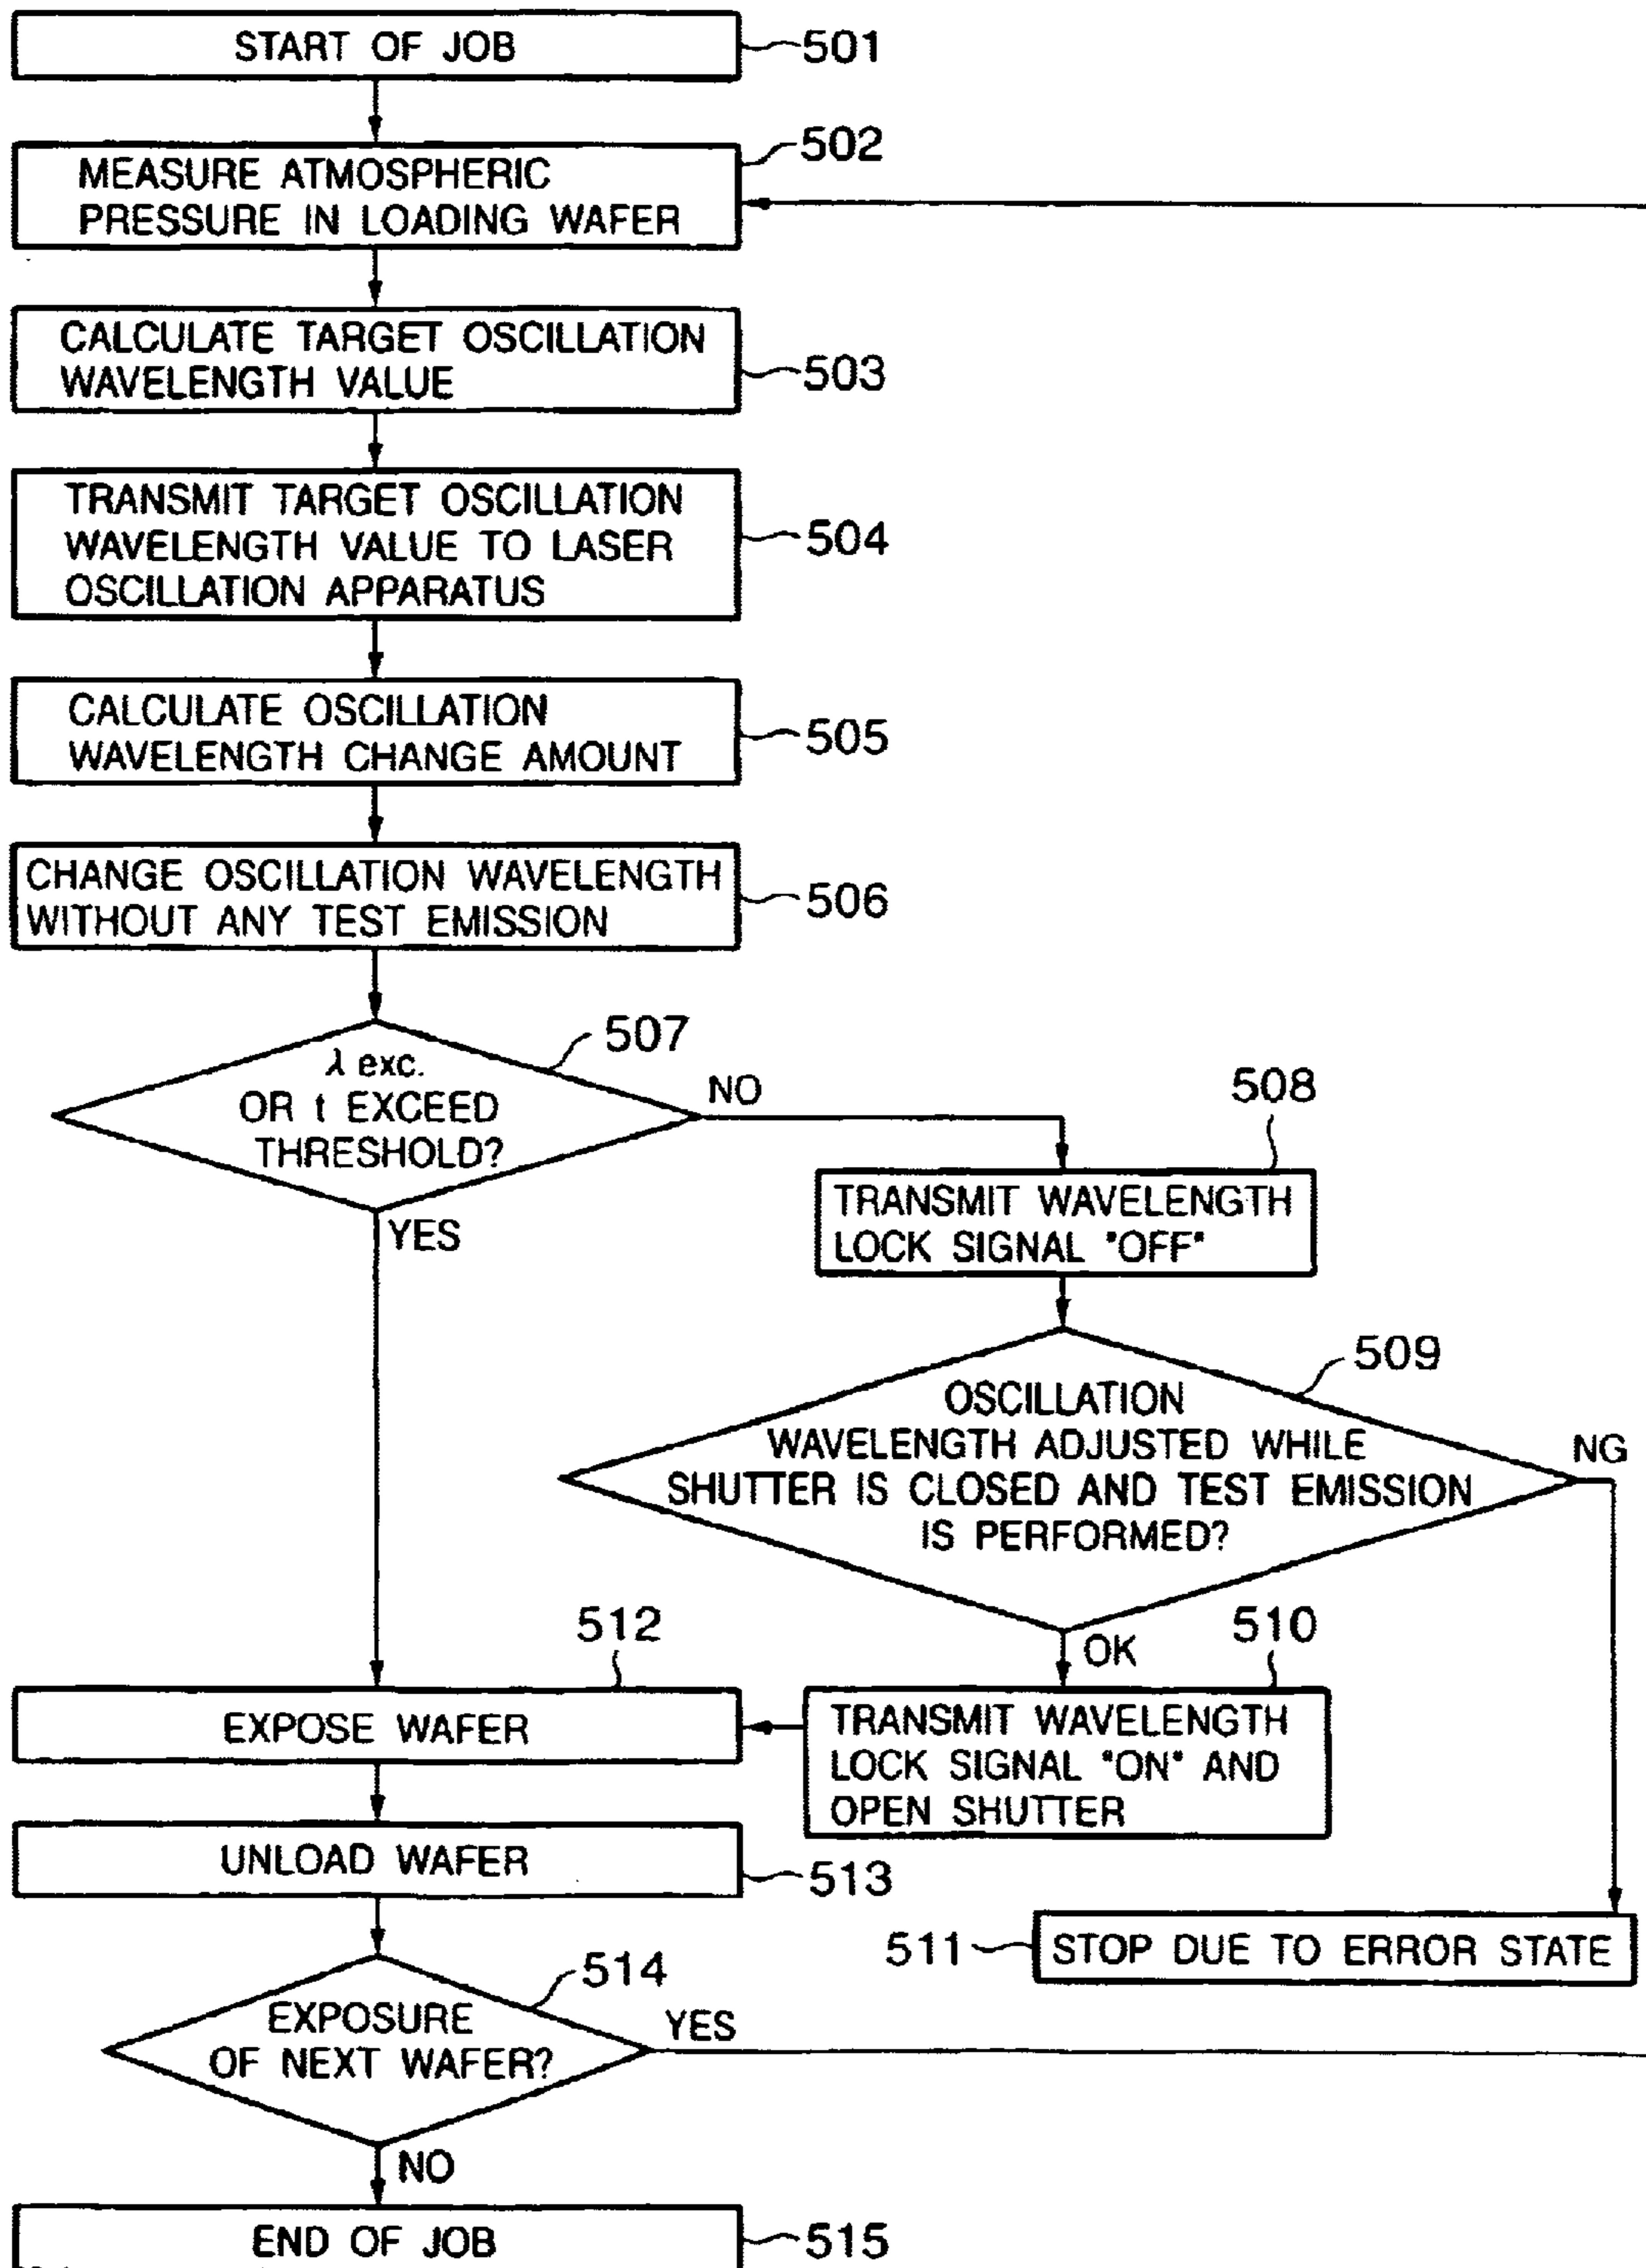 START OF JOB
501
MEASURE ATMOSPHERIC
PRESSURE IN LOADING WAFER
502
CALCULATE TARGET OSCILLATION
WAVELENGTH VALUE
503
TRANSMIT TARGET OSCILLATION
WAVELENGTH VALUE TO LASER
OSCILLATION APPARATUS
504
CALCULATE OSCILLATION
WAVELENGTH CHANGE AMOUNT
505
CHANGE OSCILLATION WAVELENGTH
WITHOUT ANY TEST EMISSION
506
507
λ exc.
OR t EXCEED
THRESHOLD?
NO
YES
508
TRANSMIT WAVELENGTH
LOCK SIGNAL "OFF"
509
OSCILLATION
WAVELENGTH ADJUSTED WHILE
SHUTTER IS CLOSED AND TEST EMISSION
IS PERFORMED?
NG
OK
510
TRANSMIT WAVELENGTH
LOCK SIGNAL "ON" AND
OPEN SHUTTER
512
EXPOSE WAFER
UNLOAD WAFER
513
511
STOP DUE TO ERROR STATE
514
EXPOSURE
OF NEXT WAFER?
YES
NO
END OF JOB
515